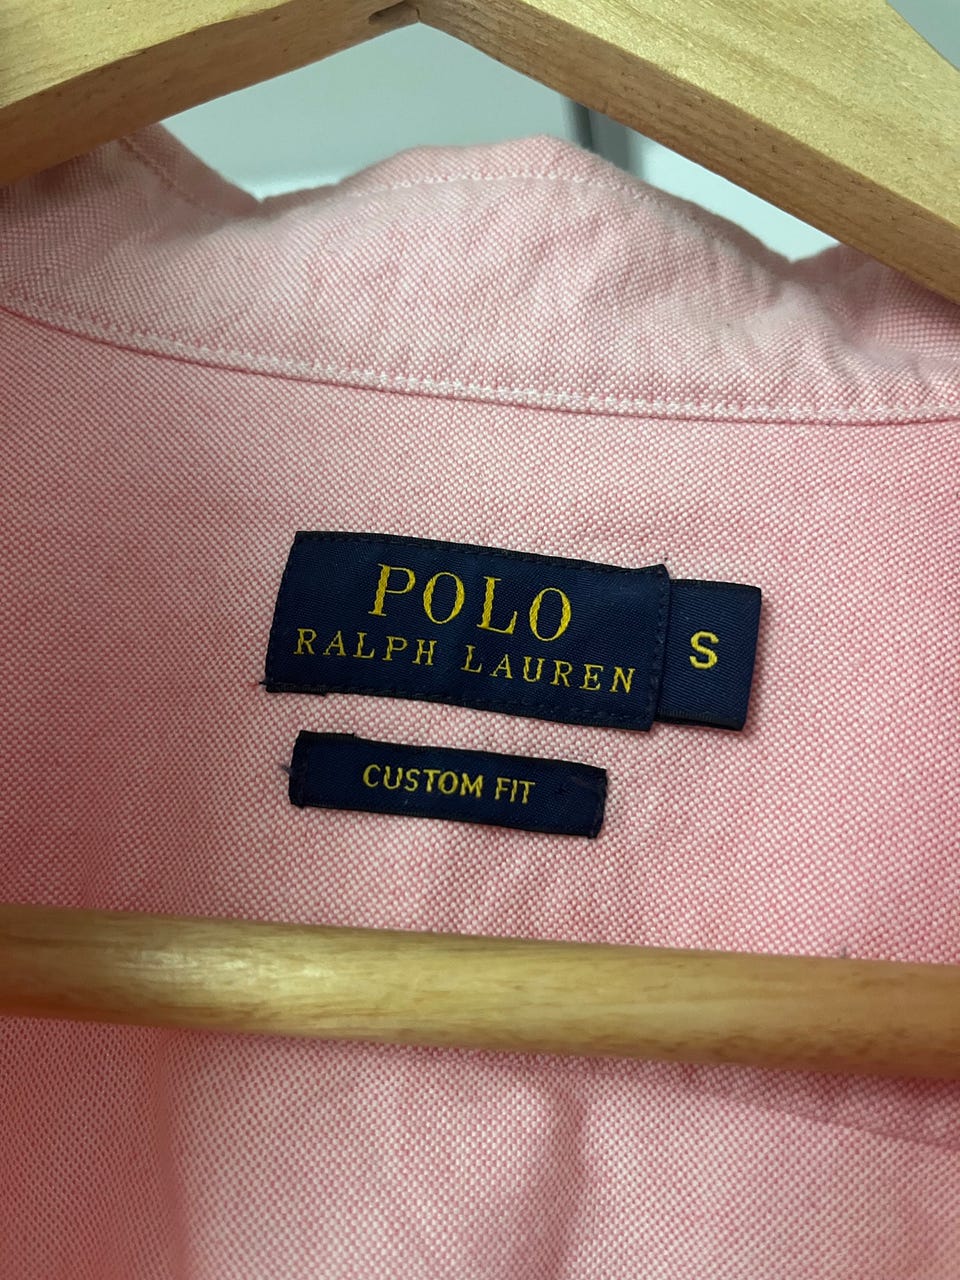 POLO
RALPH LAUREN
S
CUSTOM FIT